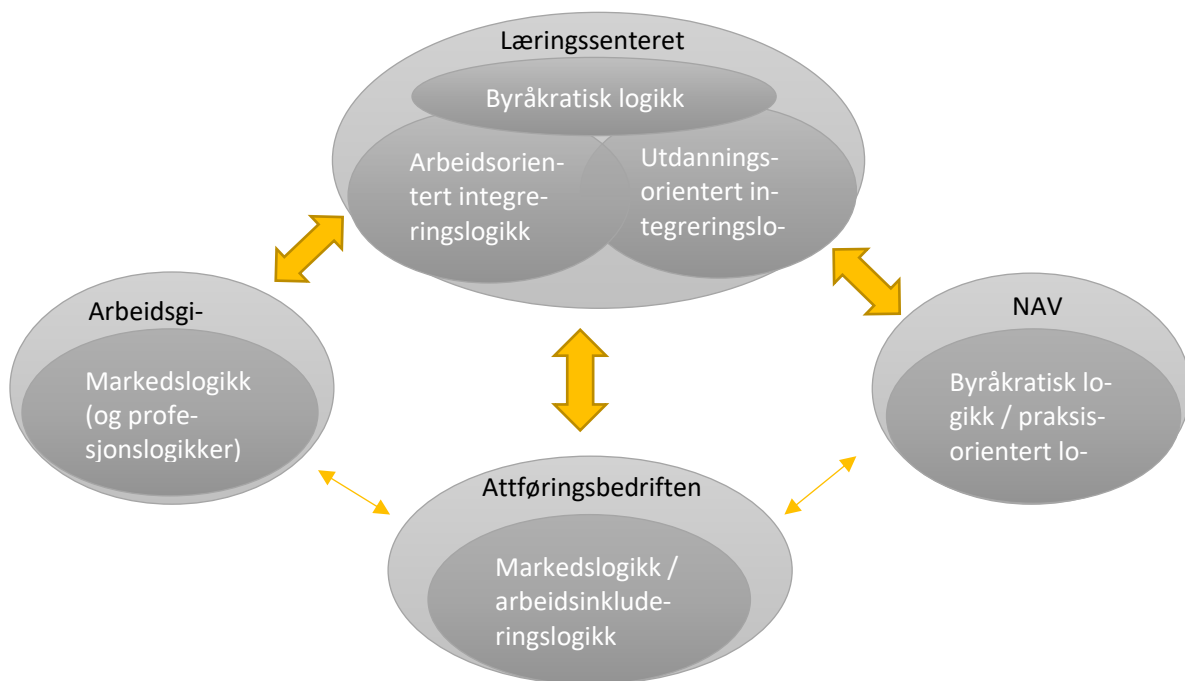 Læringssenteret
Byråkratisk logikk
Arbeidsorien-
tert integre-
ringslogikk
Utdannings-
orientert in-
tegreringslo-
Arbeidsgi-
Markedslogikk
(og profe-
sjonslogikker)
NAV
Byråkratisk lo-
gikk / praksis-
orientert lo-
Attføringsbedriften
Markedslogikk /
arbeidsinklude-
ringslogikk